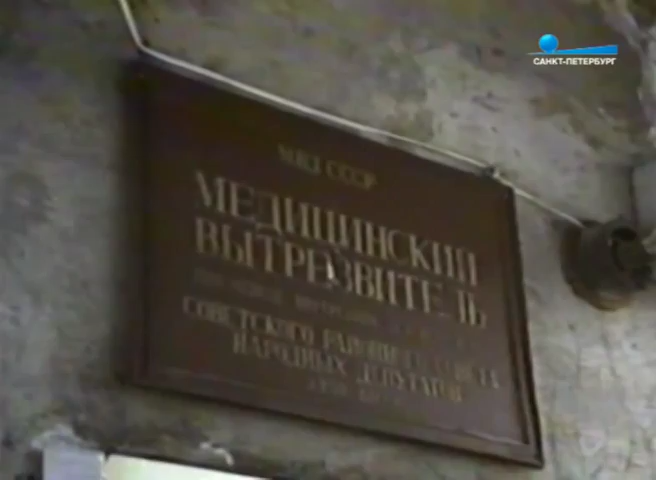 САНКТ-ПЕТЕРБУРГ
МВД СССР
МЕДИЦИНСКИЙ
ВЫТРЕЗВИТЕЛЬ
СОВЕТСКОГО РАЙОННОГО СОВЕТА
НАРОДНЫХ ДЕПУТАТОВ